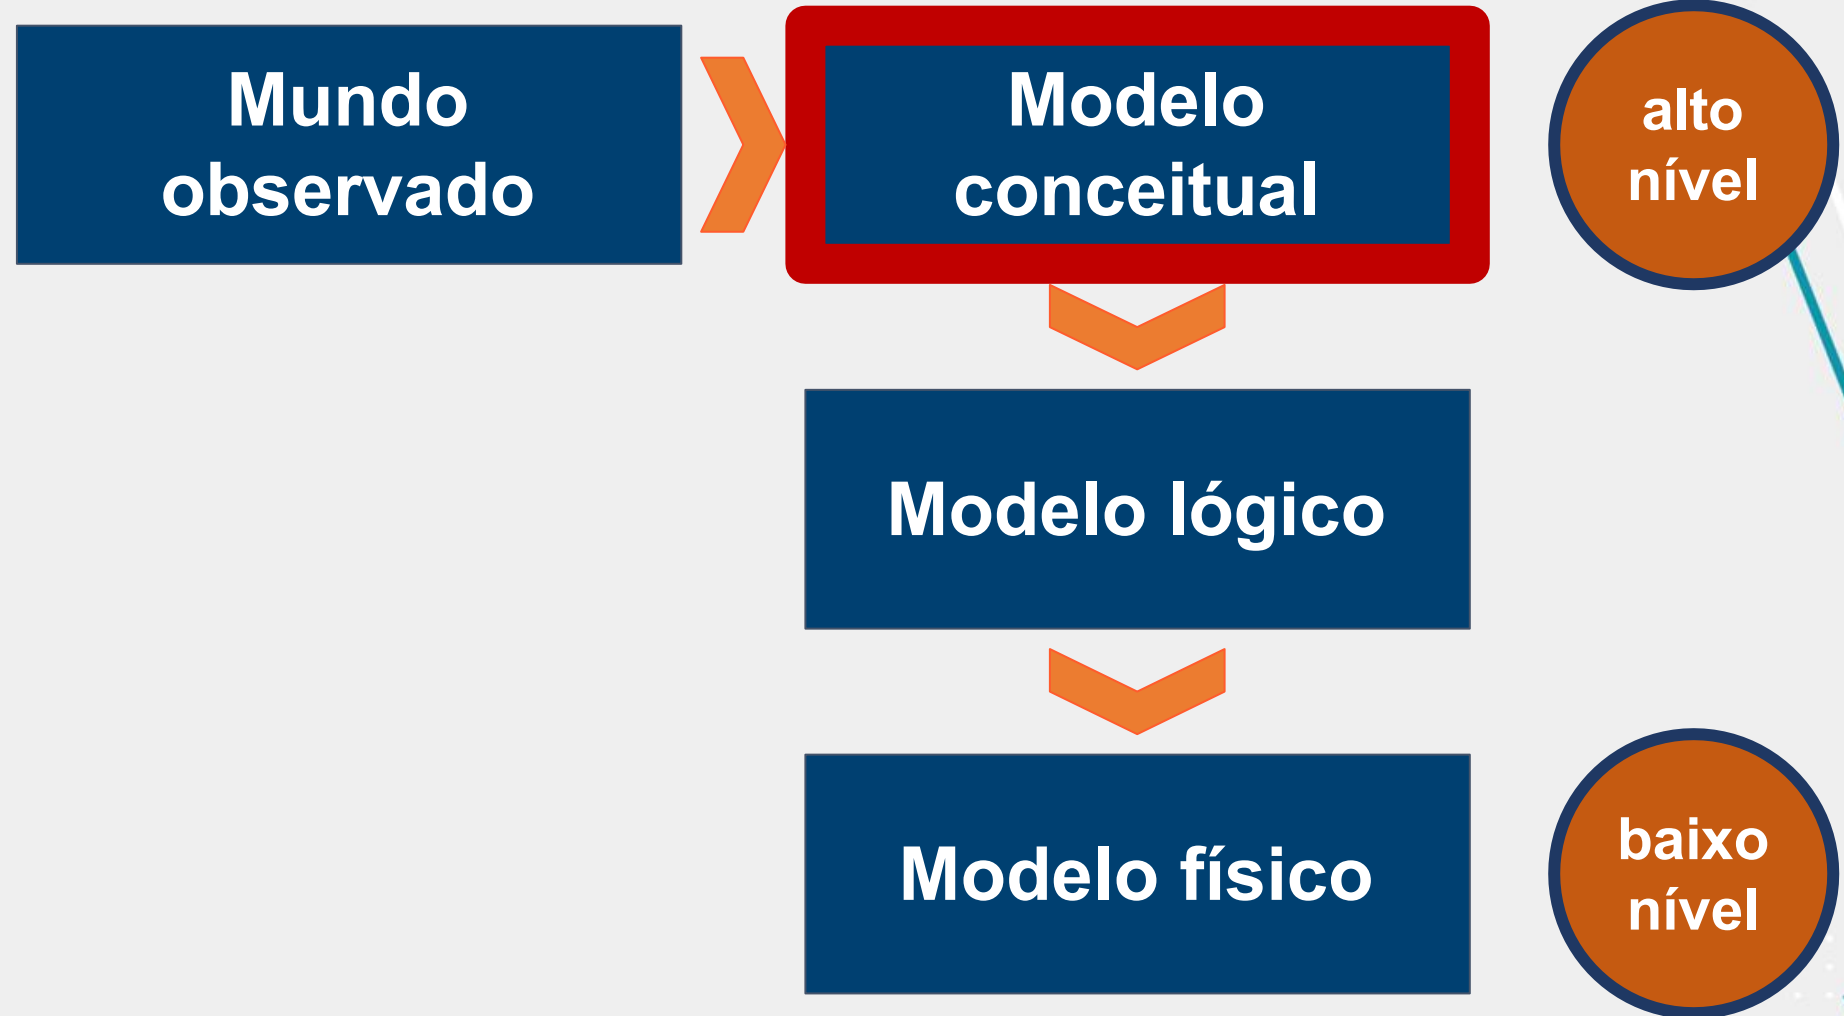 Mundo
observado
Modelo
conceitual
alto
nível
Modelo lógico
Modelo físico
baixo
nível